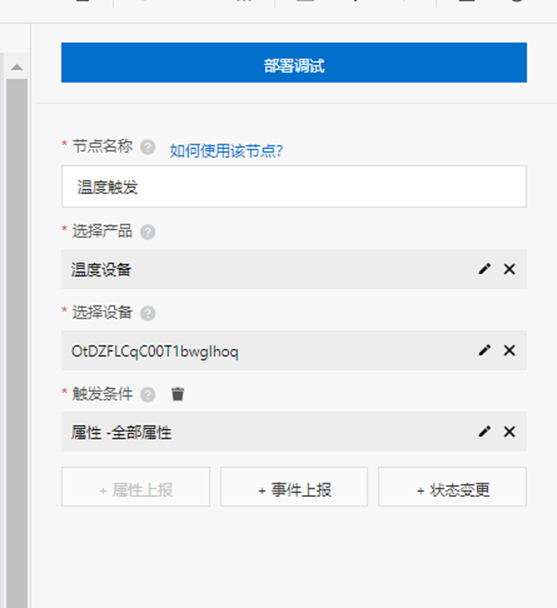 部署调试
* 节点名称 ? 如何使用该节点?
温度触发
* 选择产品 ?
温度设备
* 选择设备 ?
OtDZFLCqC00T1bwglhoq
* 触发条件 ?
属性 -全部属性
+ 属性上报 + 事件上报 + 状态变更